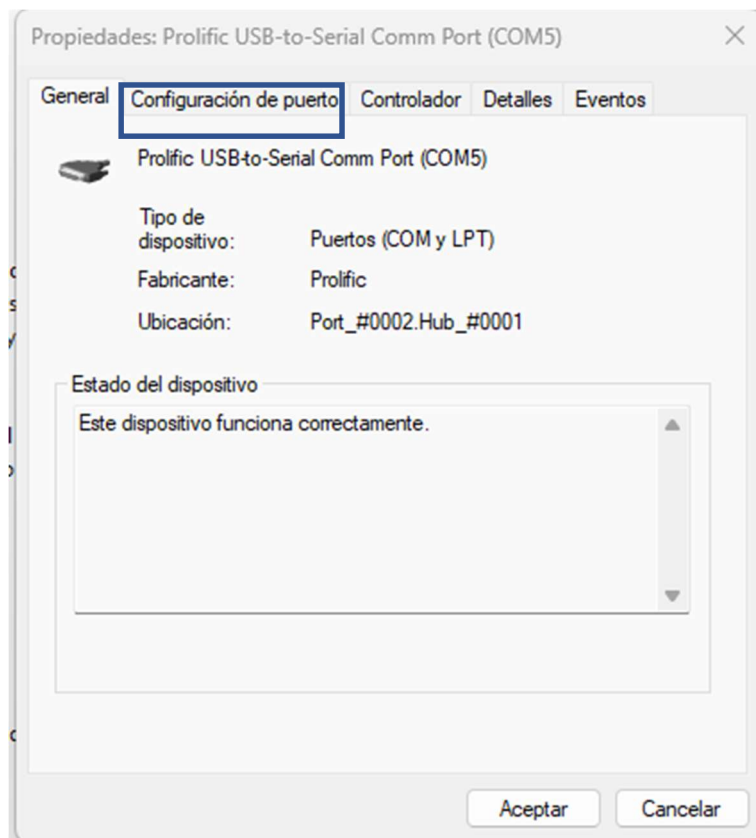 Propiedades: Prolific USB-to-Serial Comm Port (COM5)
General Configuración de puerto Controlador Detalles Eventos
Prolific USB-to-Serial Comm Port (COM5)
Tipo de
dispositivo: Puertos (COM y LPT)
Fabricante: Prolific
Ubicación: Port_#0002.Hub_#0001
Estado del dispositivo
Este dispositivo funciona correctamente.
Aceptar Cancelar